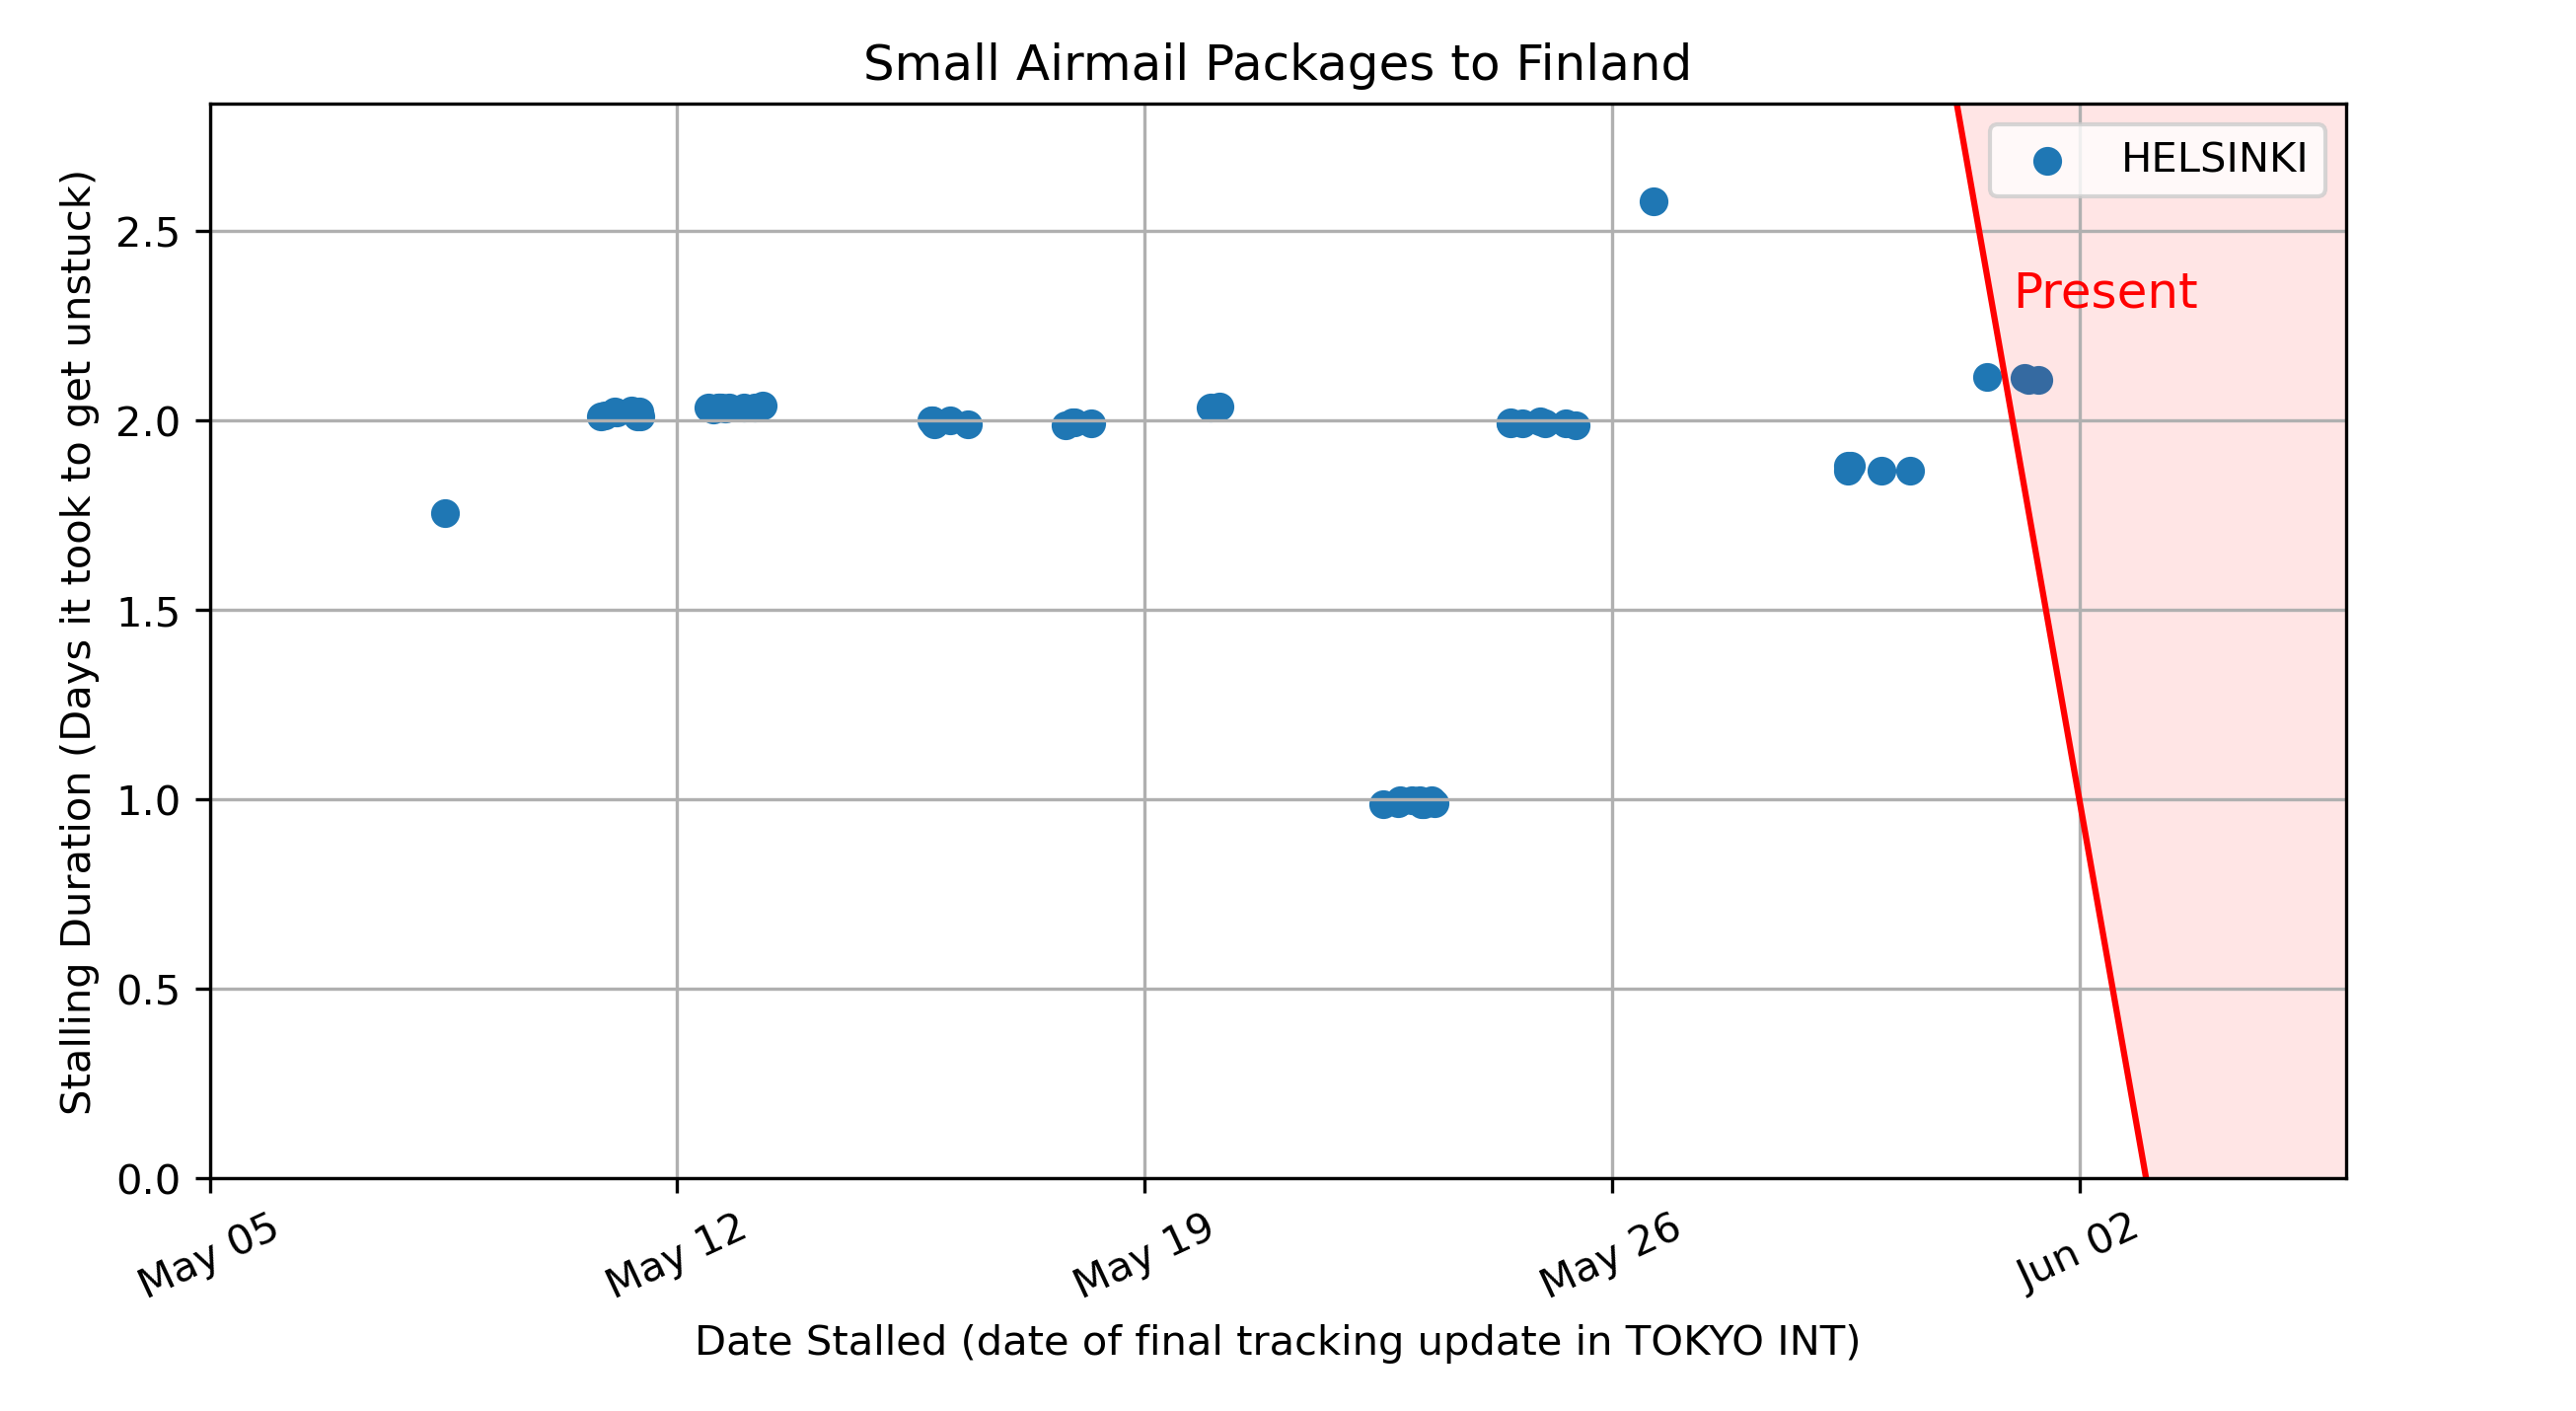 Small Airmail Packages to Finland
HELSINKI
Present
Stalling Duration (Days it took to get unstuck)
2.5
2.0
1.5
1.0
0.5
0.0
May 05
May 12
May 19
May 26
Jun 02
Date Stalled (date of final tracking update in TOKYO INT)